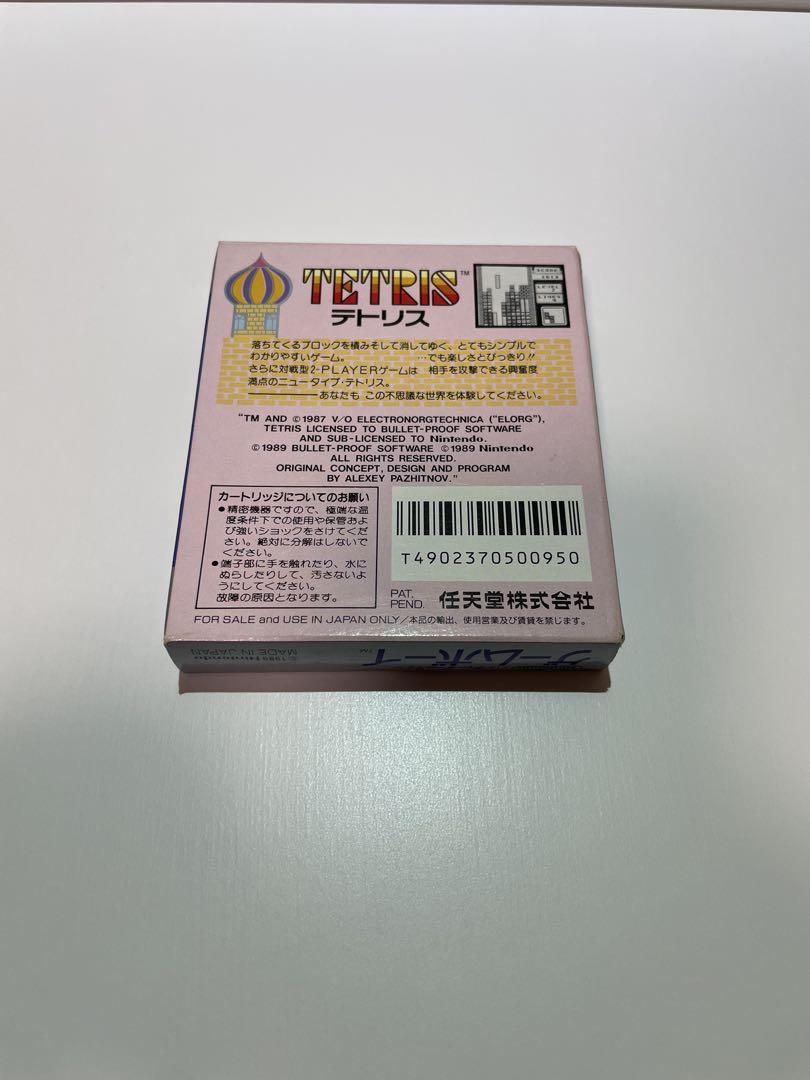 TETRIS™
テトリス
落ちてくるブロックを積みそして消してゆく、とてもシンプルで
わかりやすいゲーム。 …でも楽しさとびっきり!!
さらに対戦型2-PLAYERゲームは 相手を攻撃できる興奮度
満点のニュータイプ・テトリス。
あなたも この不思議な世界を体験してください。
"TM AND ©1987 V/O ELECTRONORGTECHNICA ("ELORG"),
TETRIS LICENSED TO BULLET-PROOF SOFTWARE
AND SUB-LICENSED TO Nintendo.
©1989 BULLET-PROOF SOFTWARE ©1989 Nintendo
ALL RIGHTS RESERVED.
ORIGINAL CONCEPT, DESIGN AND PROGRAM
BY ALEXEY PAZHITNOV."
カートリッジについてのお願い
●精密機器ですので、極端な温
度条件下での使用や保管およ
び強いショックをさけてくだ
さい。絶対に分解はしないで
ください。
●端子部に手を触れたり、水に
ぬらしたりして、汚さないよ
うにしてください。
故障の原因となります。
T4902370500950
PAT.
PEND. 任天堂株式会社
FOR SALE and USE IN JAPAN ONLY/本品の輸出、使用営業及び賃貸を禁じます。
ゲームボーイ™
©1989 Nintendo
MADE IN JAPAN